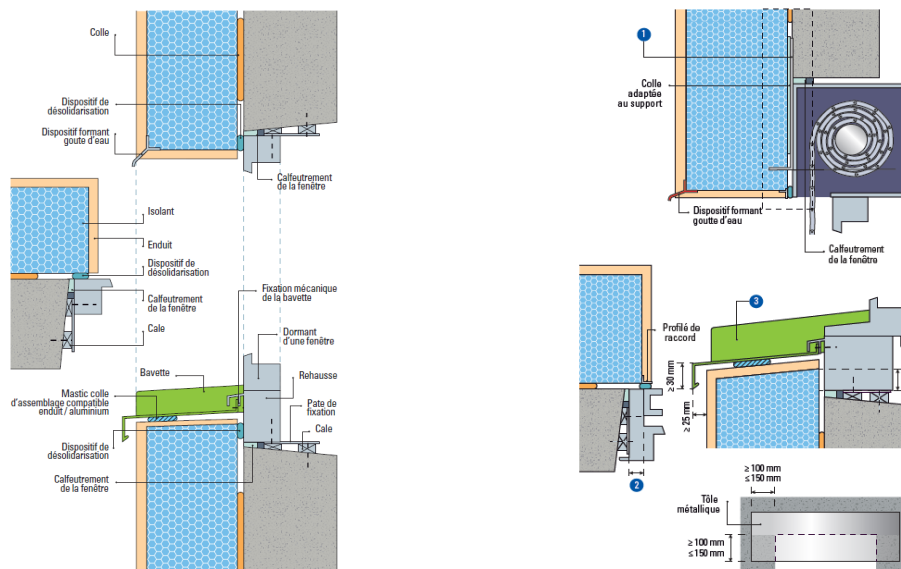 Colle
Dispositif de
désolidarisation
Dispositif formant
goute d'eau
Calfeutrement
de la fenêtre
Isolant
Enduit
Dispositif de
désolidarisation
Calfeutrement
de la fenêtre
Cale
Fixation mécanique
de la bavette
Dormant
d'une fenêtre
Bavette
Rehausse
Mastic colle
d'assemblage compatible
enduit / aluminium
Pate de
fixation
Cale
Dispositif de
désolidarisation
Calfeutrement
de la fenêtre
1
Colle
adaptée
au support
Dispositif formant
goutte d'eau
Calfeutrement
de la fenêtre
3
Profilé de
raccord
≥ 30 mm
≥ 25 mm
2
≥ 100 mm
≤ 150 mm
Tôle
métallique
≥ 100 mm
≤ 150 mm